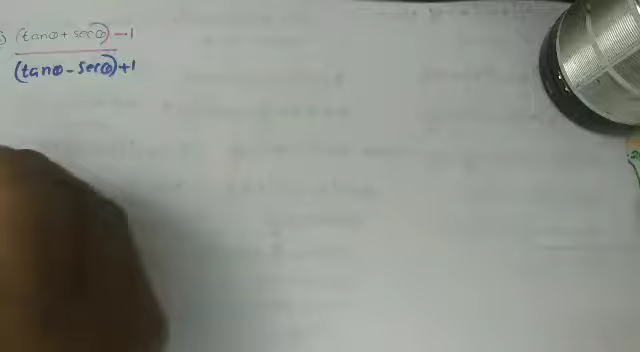 (tanθ + secθ) - 1
(tanθ - secθ) + 1